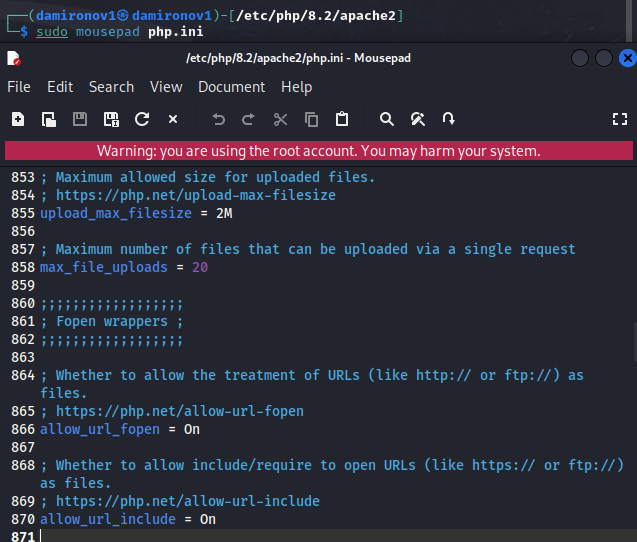 ┌──(damironov1㉿damironov1)-[/etc/php/8.2/apache2]
└─$ sudo mousepad php.ini
/etc/php/8.2/apache2/php.ini - Mousepad
File Edit Search View Document Help
Warning: you are using the root account. You may harm your system.
853 ; Maximum allowed size for uploaded files.
854 ; https://php.net/upload-max-filesize
855 upload_max_filesize = 2M
856
857 ; Maximum number of files that can be uploaded via a single request
858 max_file_uploads = 20
859
860 ;;;;;;;;;;;;;;;;;;
861 ; Fopen wrappers ;
862 ;;;;;;;;;;;;;;;;;;
863
864 ; Whether to allow the treatment of URLs (like http:// or ftp://) as
files.
865 ; https://php.net/allow-url-fopen
866 allow_url_fopen = On
867
868 ; Whether to allow include/require to open URLs (like https:// or ftp://)
as files.
869 ; https://php.net/allow-url-include
870 allow_url_include = On
871